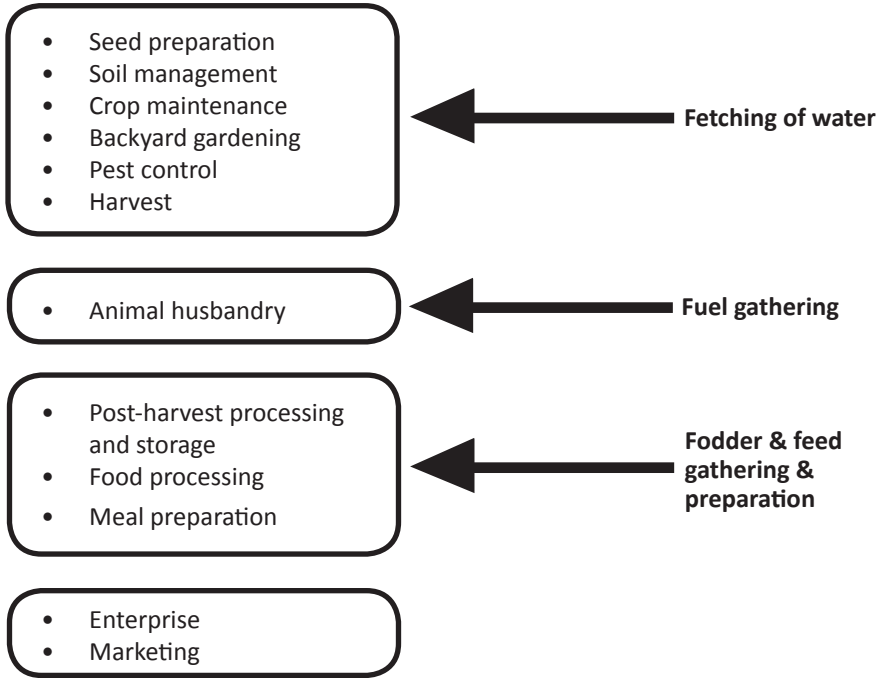 • Seed preparation
• Soil management
• Crop maintenance
• Backyard gardening
• Pest control
• Harvest
Fetching of water
• Animal husbandry
Fuel gathering
• Post-harvest processing
and storage
• Food processing
• Meal preparation
Fodder & feed
gathering &
preparation
• Enterprise
• Marketing